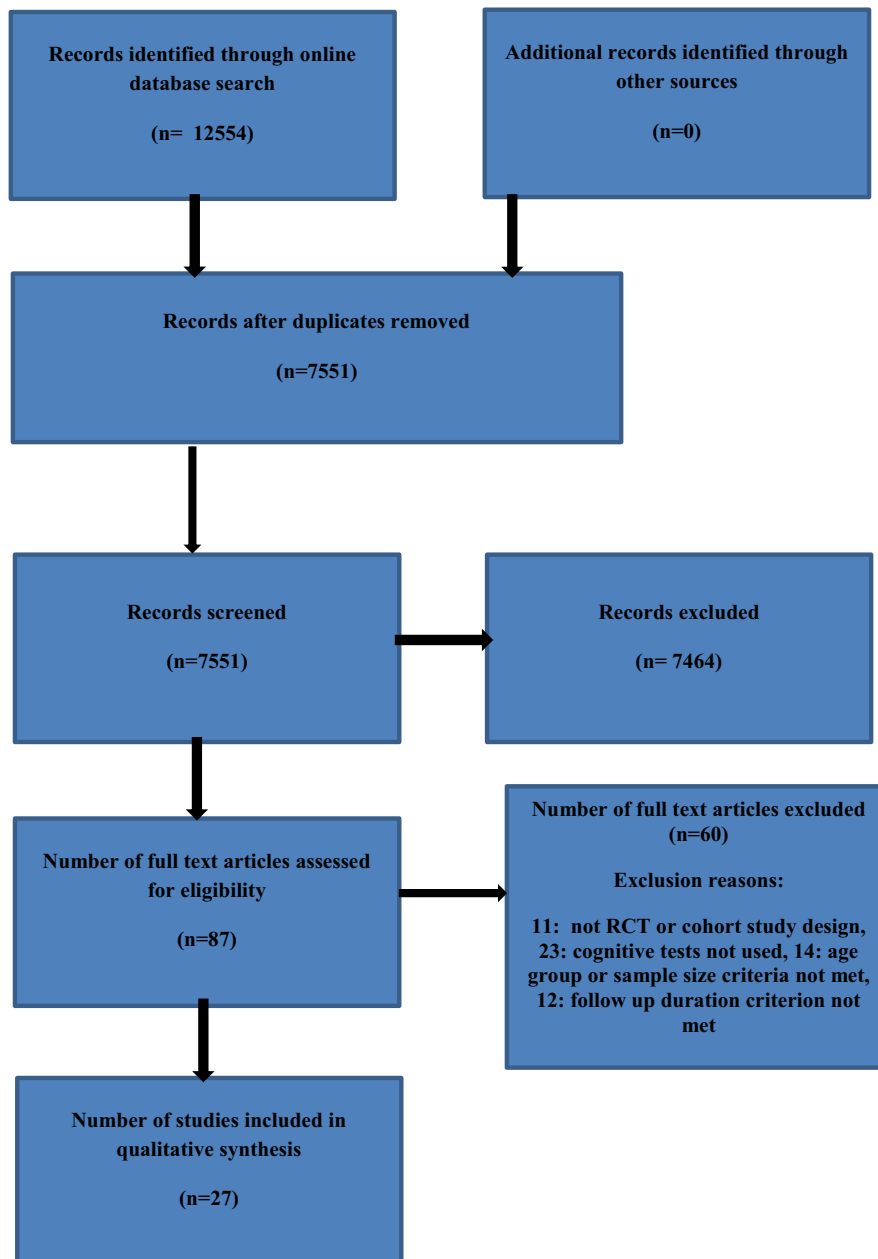 Records identified through online
database search
(n=  12554)
Additional records identified through
other sources
(n=0)
Records after duplicates removed
(n=7551)
Records screened
(n=7551)
Records excluded
(n= 7464)
Number of full text articles assessed
for eligibility
(n=87)
Number of full text articles excluded
(n=60)
Exclusion reasons:
11:  not RCT or cohort study design,
23: cognitive tests not used, 14: age
group or sample size criteria not met,
12: follow up duration criterion not
met
Number of studies included in
qualitative synthesis
(n=27)